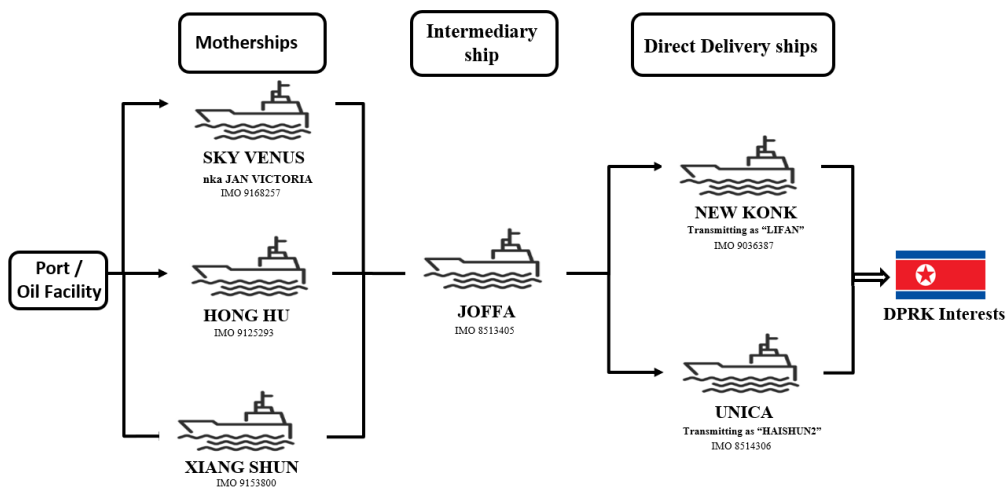 Motherships
Intermediary
ship
Direct Delivery ships
SKY VENUS
nka JAN VICTORIA
IMO 9168257
NEW KONK
Transmitting as “LIFAN”
IMO 9036387
Port /
Oil Facility
HONG HU
IMO 9125293
JOFFA
IMO 8513405
DPRK Interests
UNICA
Transmitting as “HAISHUN2”
IMO 8514306
XIANG SHUN
IMO 9153800